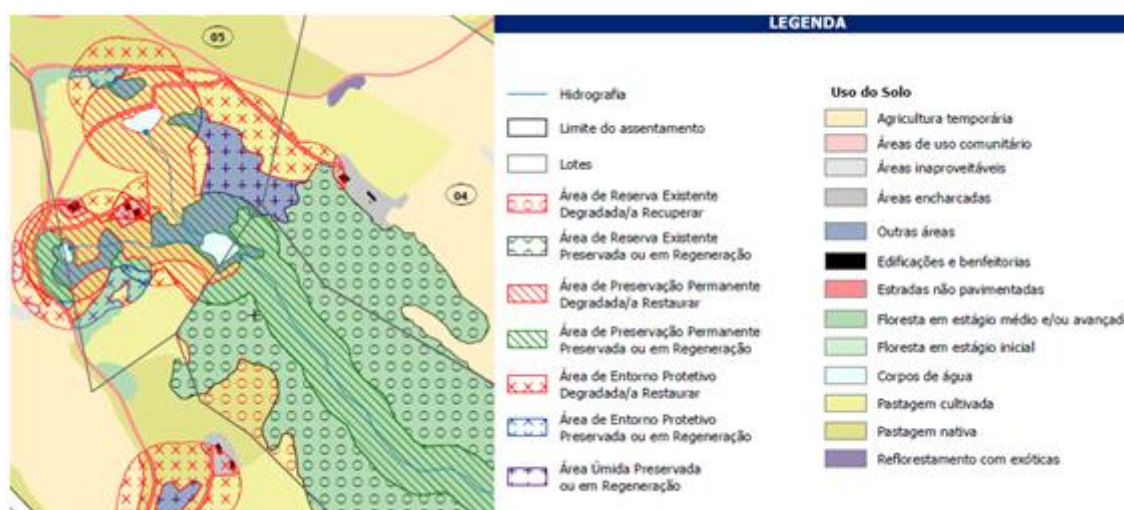 05
04
LEGENDA
Hidrografia
Limite do assentamento
Lotes
Área de Reserva Existente
Degradada/a Recuperar
Área de Reserva Existente
Preservada ou em Regeneração
Área de Preservação Permanente
Degradada/a Restaurar
Área de Preservação Permanente
Preservada ou em Regeneração
Área de Entorno Protetivo
Degradada/a Restaurar
Área de Entorno Protetivo
Preservada ou em Regeneração
Área Úmida Preservada
ou em Regeneração
Uso do Solo
Agricultura temporária
Áreas de uso comunitário
Áreas inaproveitáveis
Áreas encharcadas
Outras áreas
Edificações e benfeitorias
Estradas não pavimentadas
Floresta em estágio médio e/ou avançado
Floresta em estágio inicial
Corpos de água
Pastagem cultivada
Pastagem nativa
Reflorestamento com exóticas